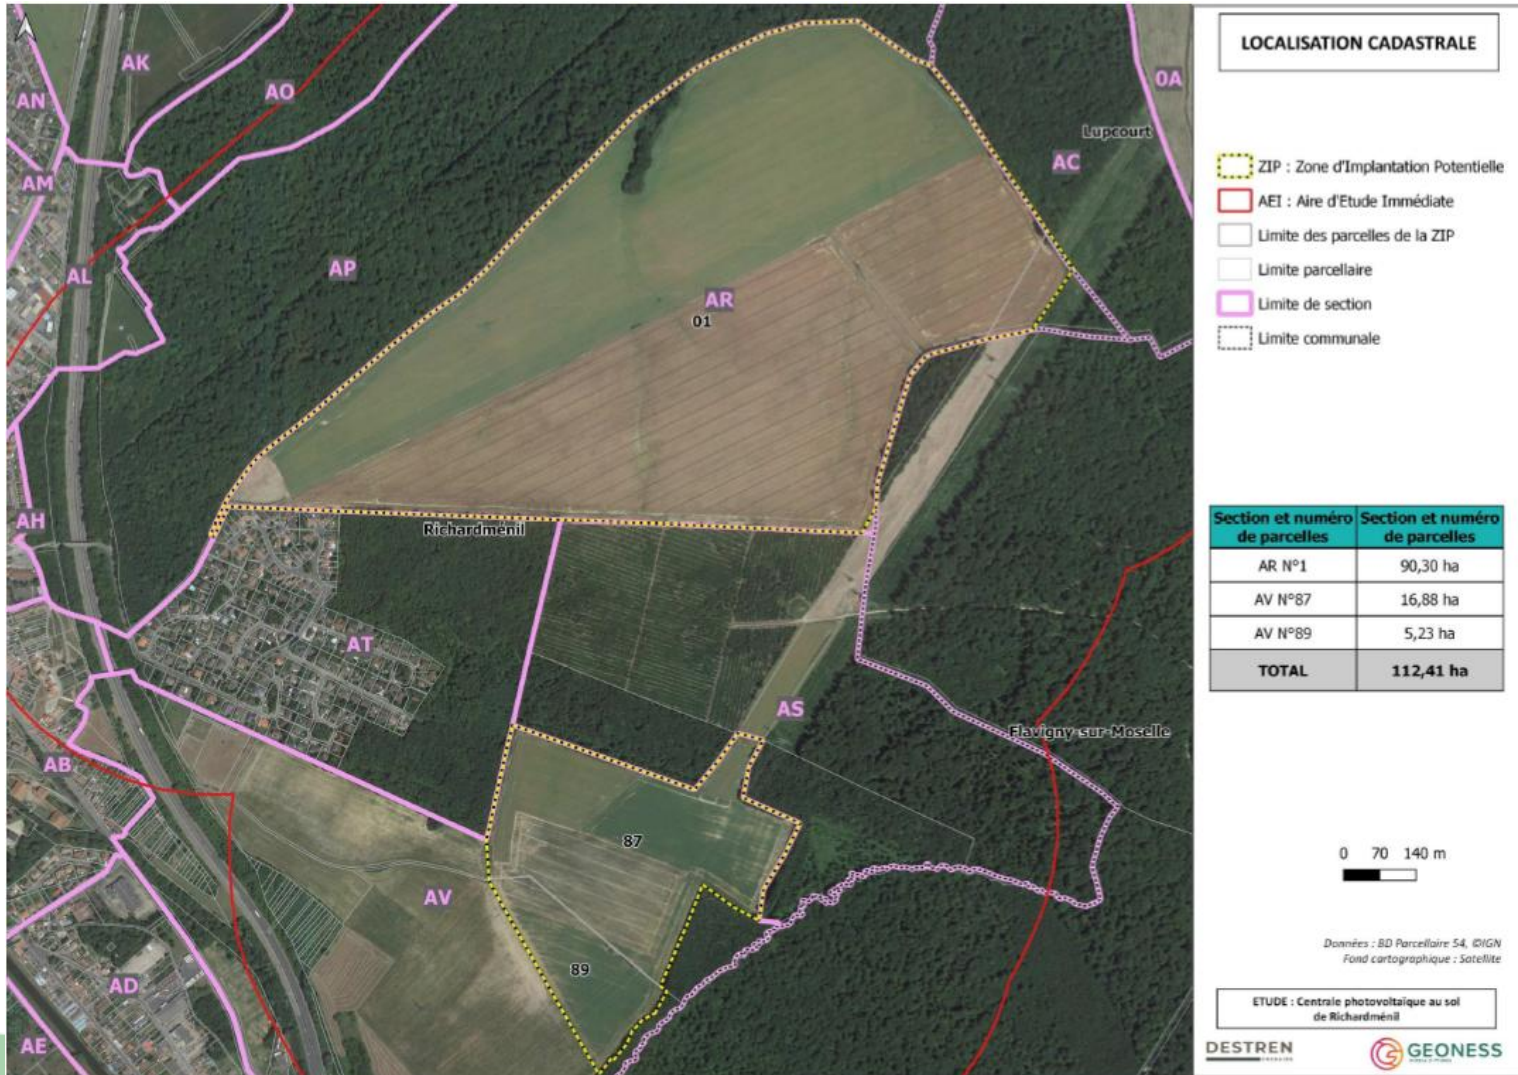 AK
AN
AO
0A
Lupcourt
AC
AM
AP
AL
AR
01
Richardménil
AH
AT
AS
Flavigny-sur-Moselle
AB
87
AV
89
AD
AE
LOCALISATION CADASTRALE
ZIP : Zone d'Implantation Potentielle
AEI : Aire d'Etude Immédiate
Limite des parcelles de la ZIP
Limite parcellaire
Limite de section
Limite communale
Section et numéro de parcelles Section et numéro de parcelles
AR N°1 90,30 ha
AV N°87 16,88 ha
AV N°89 5,23 ha
TOTAL 112,41 ha
0 70 140 m
Données : BD Parcellaire 54, ©IGN
Fond cartographique : Satellite
ETUDE : Centrale photovoltaïque au sol
de Richardménil
DESTREN
GEONESS